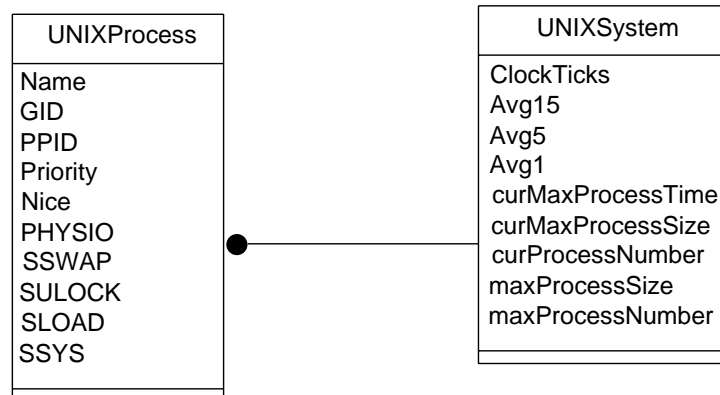 UNIXProcess
Name
GID
PPID
Priority
Nice
PHYSIO
SSWAP
SULOCK
SLOAD
SSYS
UNIXSystem
ClockTicks
Avg15
Avg5
Avg1
curMaxProcessTime
curMaxProcessSize
curProcessNumber
maxProcessSize
maxProcessNumber